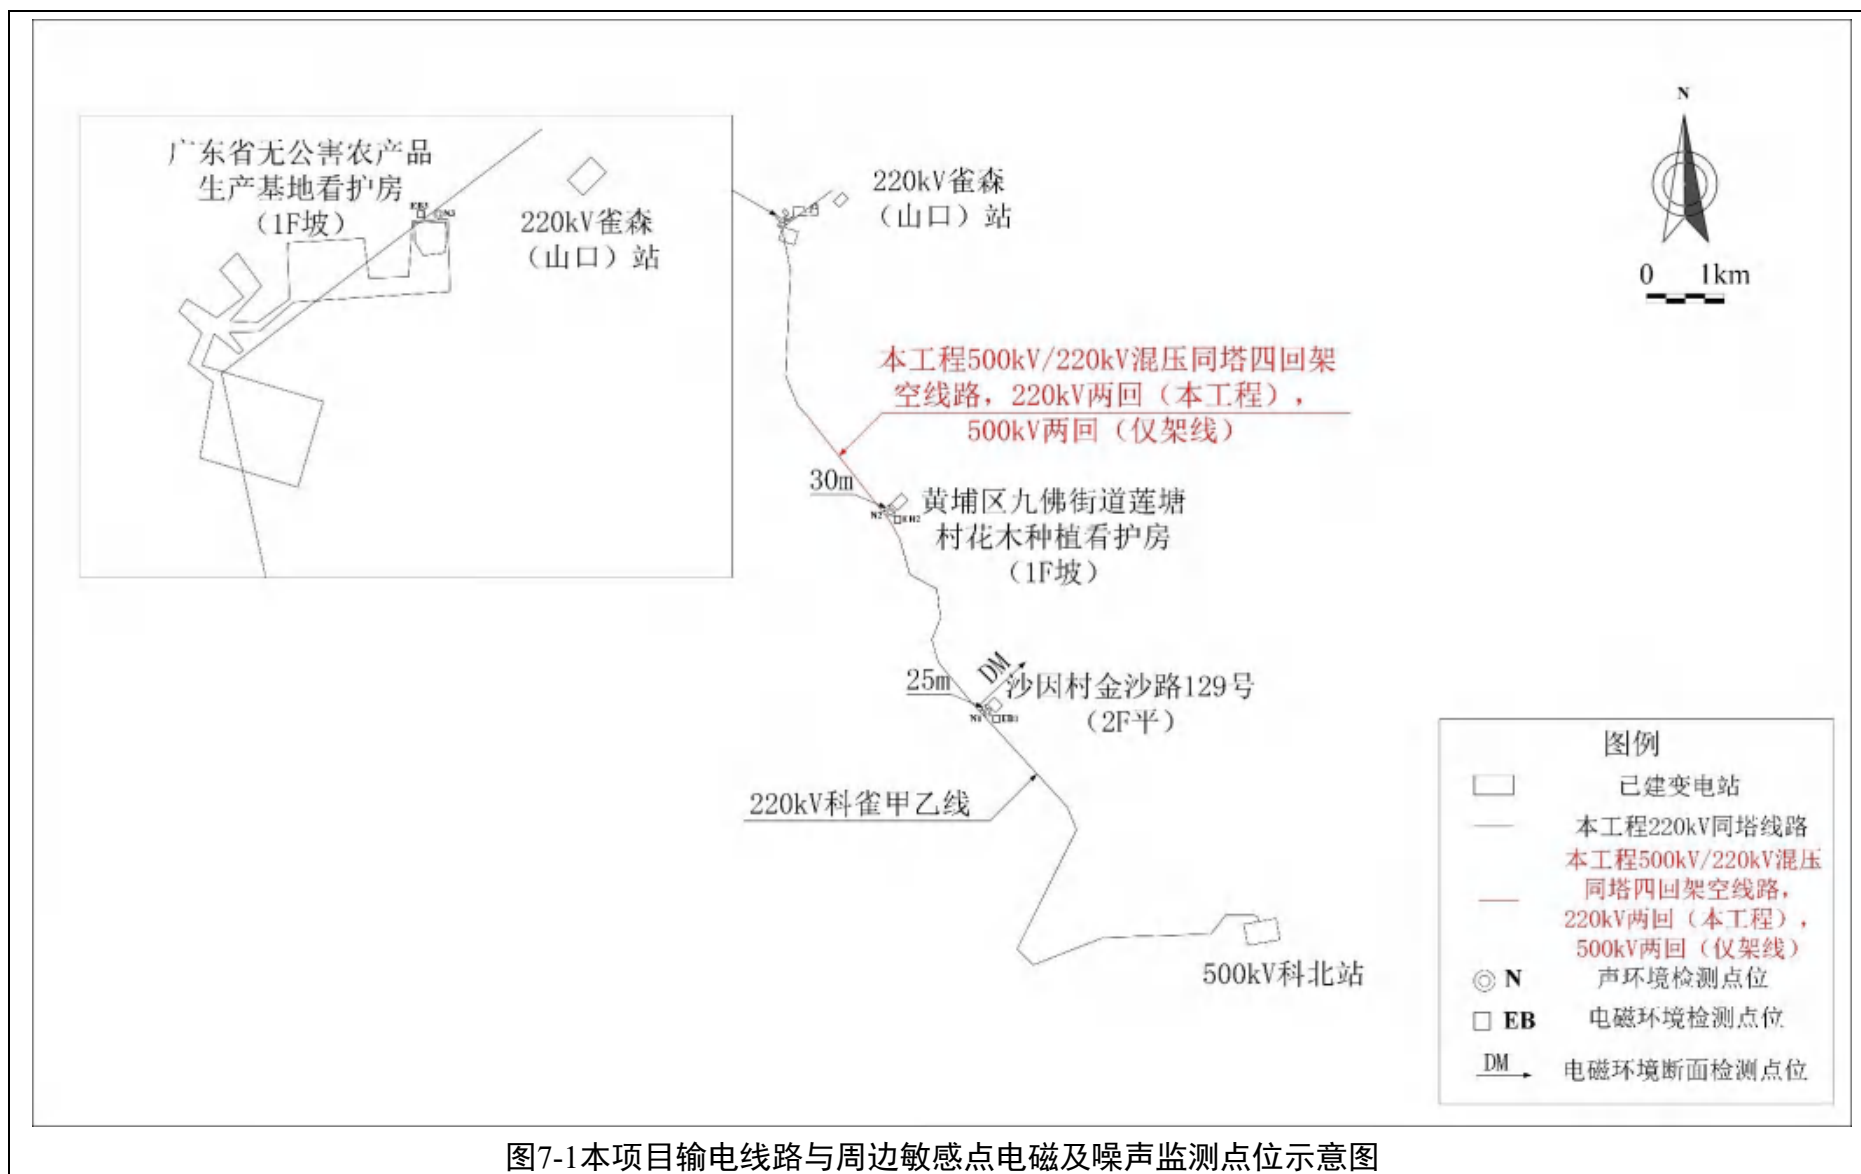 广东省无公害农产品
生产基地看护房
（1F坡）
EB3
N3
220kV雀森
（山口）站
220kV雀森
（山口）站
N
0 1km
本工程500kV/220kV混压同塔四回架
空线路，220kV两回（本工程），
500kV两回（仅架线）
30m
N2
EB2
黄埔区九佛街道莲塘
村花木种植看护房
（1F坡）
DM
25m
沙因村金沙路129号
（2F平）
N1
EB1
220kV科雀甲乙线
500kV科北站
图例
已建变电站
本工程220kV同塔线路
本工程500kV/220kV混压
同塔四回架空线路，
220kV两回（本工程），
500kV两回（仅架线）
N 声环境检测点位
EB 电磁环境检测点位
DM 电磁环境断面检测点位
图7-1本项目输电线路与周边敏感点电磁及噪声监测点位示意图